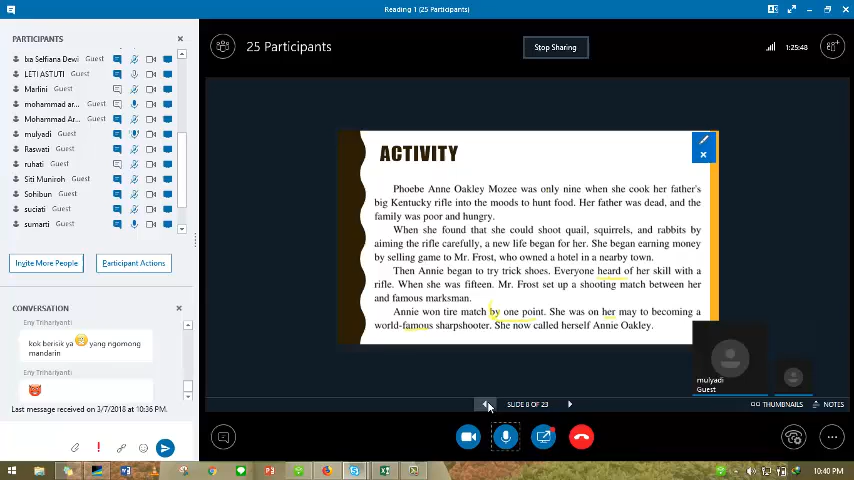 Reading 1 (25 Participants)
PARTICIPANTS
25 Participants
Stop Sharing
1:25:48
Ixa Selfiana Dewi Guest
LETI ASTUTI Guest
Marlini Guest
mohammad ar... Guest
Mohammad Ar... Guest
mulyadi Guest
Raswati Guest
ruhati Guest
Siti Muniroh Guest
Sohibun Guest
suciati Guest
sumarti Guest
Invite More People
Participant Actions
CONVERSATION
Eny Trihariyanti
kok berisik ya yang ngomong
mandarin
Eny Trihariyanti
Last message received on 3/7/2018 at 10:36 PM.
ACTIVITY
Phoebe Anne Oakley Mozee was only nine when she cook her father's
big Kentucky rifle into the moods to hunt food. Her father was dead, and the
family was poor and hungry.
When she found that she could shoot quail, squirrels, and rabbits by
aiming the rifle carefully, a new life began for her. She began earning money
by selling game to Mr. Frost, who owned a hotel in a nearby town.
Then Annie began to try trick shoes. Everyone heard of her skill with a
rifle. When she was fifteen. Mr. Frost set up a shooting match between her
and famous marksman.
Annie won tire match by one point. She was on her may to becoming a
world-famous sharpshooter. She now called herself Annie Oakley.
mulyadi
Guest
SLIDE 8 OF 23
THUMBNAILS
NOTES
10:40 PM